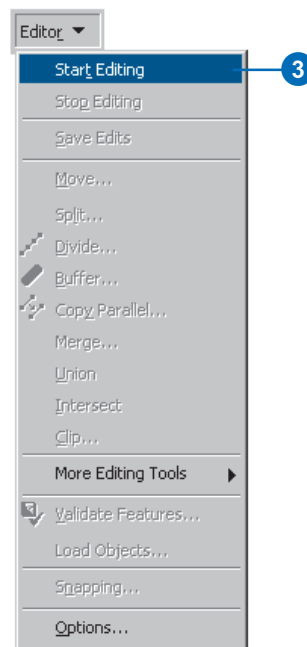 Editor
Start Editing
3
Stop Editing
Save Edits
Move...
Split...
Divide...
Buffer...
Copy Parallel...
Merge...
Union
Intersect
Clip...
More Editing Tools
Validate Features...
Load Objects...
Snapping...
Options...